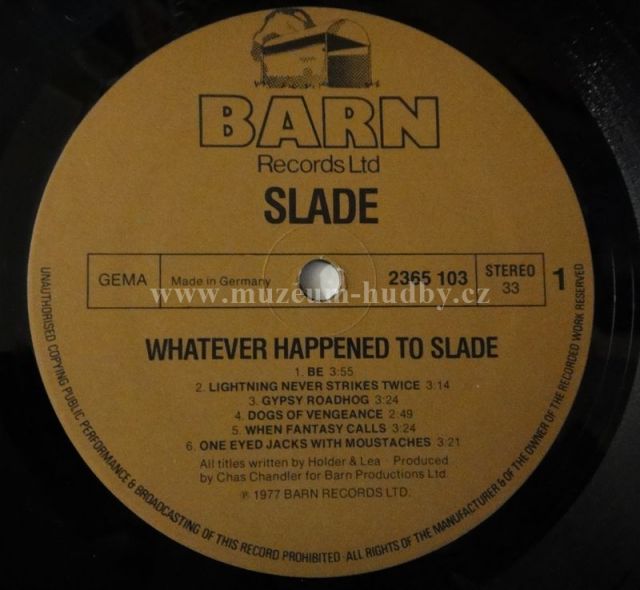 BARN
Records Ltd
SLADE
GEMA Made in Germany 2365 103 STEREO 33 1
www.muzeum-hudby.cz
WHATEVER HAPPENED TO SLADE
1. BE 3:55
2. LIGHTNING NEVER STRIKES TWICE 3:14
3. GYPSY ROADHOG 3:24
4. DOGS OF VENGEANCE 2:49
5. WHEN FANTASY CALLS 3:24
6. ONE EYED JACKS WITH MOUSTACHES 3:21
All titles written by Holder & Lea · Produced
by Chas Chandler for Barn Productions Ltd.
℗ 1977 BARN RECORDS LTD.
UNAUTHORISED COPYING PUBLIC PERFORMANCE & BROADCASTING OF THIS RECORD PROHIBITED · ALL RIGHTS OF THE MANUFACTURER & OF THE OWNER OF THE RECORDED WORK RESERVED